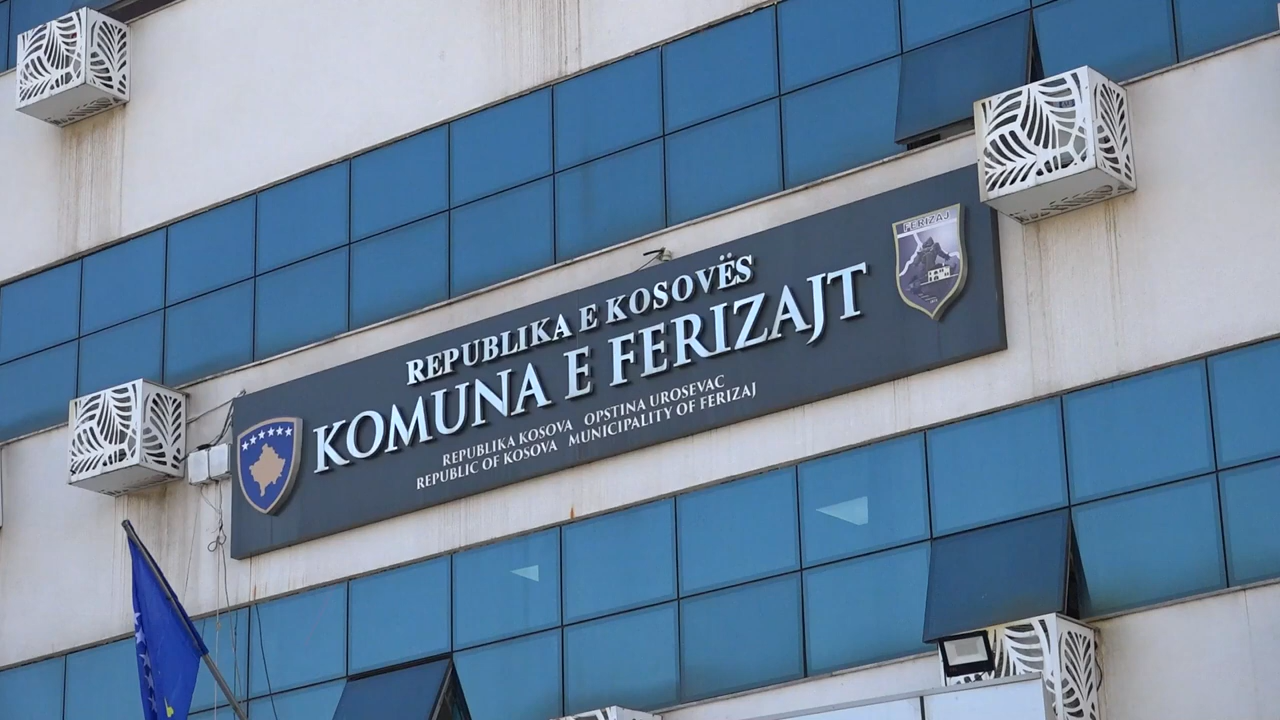 REPUBLIKA E KOSOVËS
KOMUNA E FERIZAJT
REPUBLIKA KOSOVA OPSTINA UROSEVAC
REPUBLIC OF KOSOVA MUNICIPALITY OF FERIZAJ
FERIZAJ